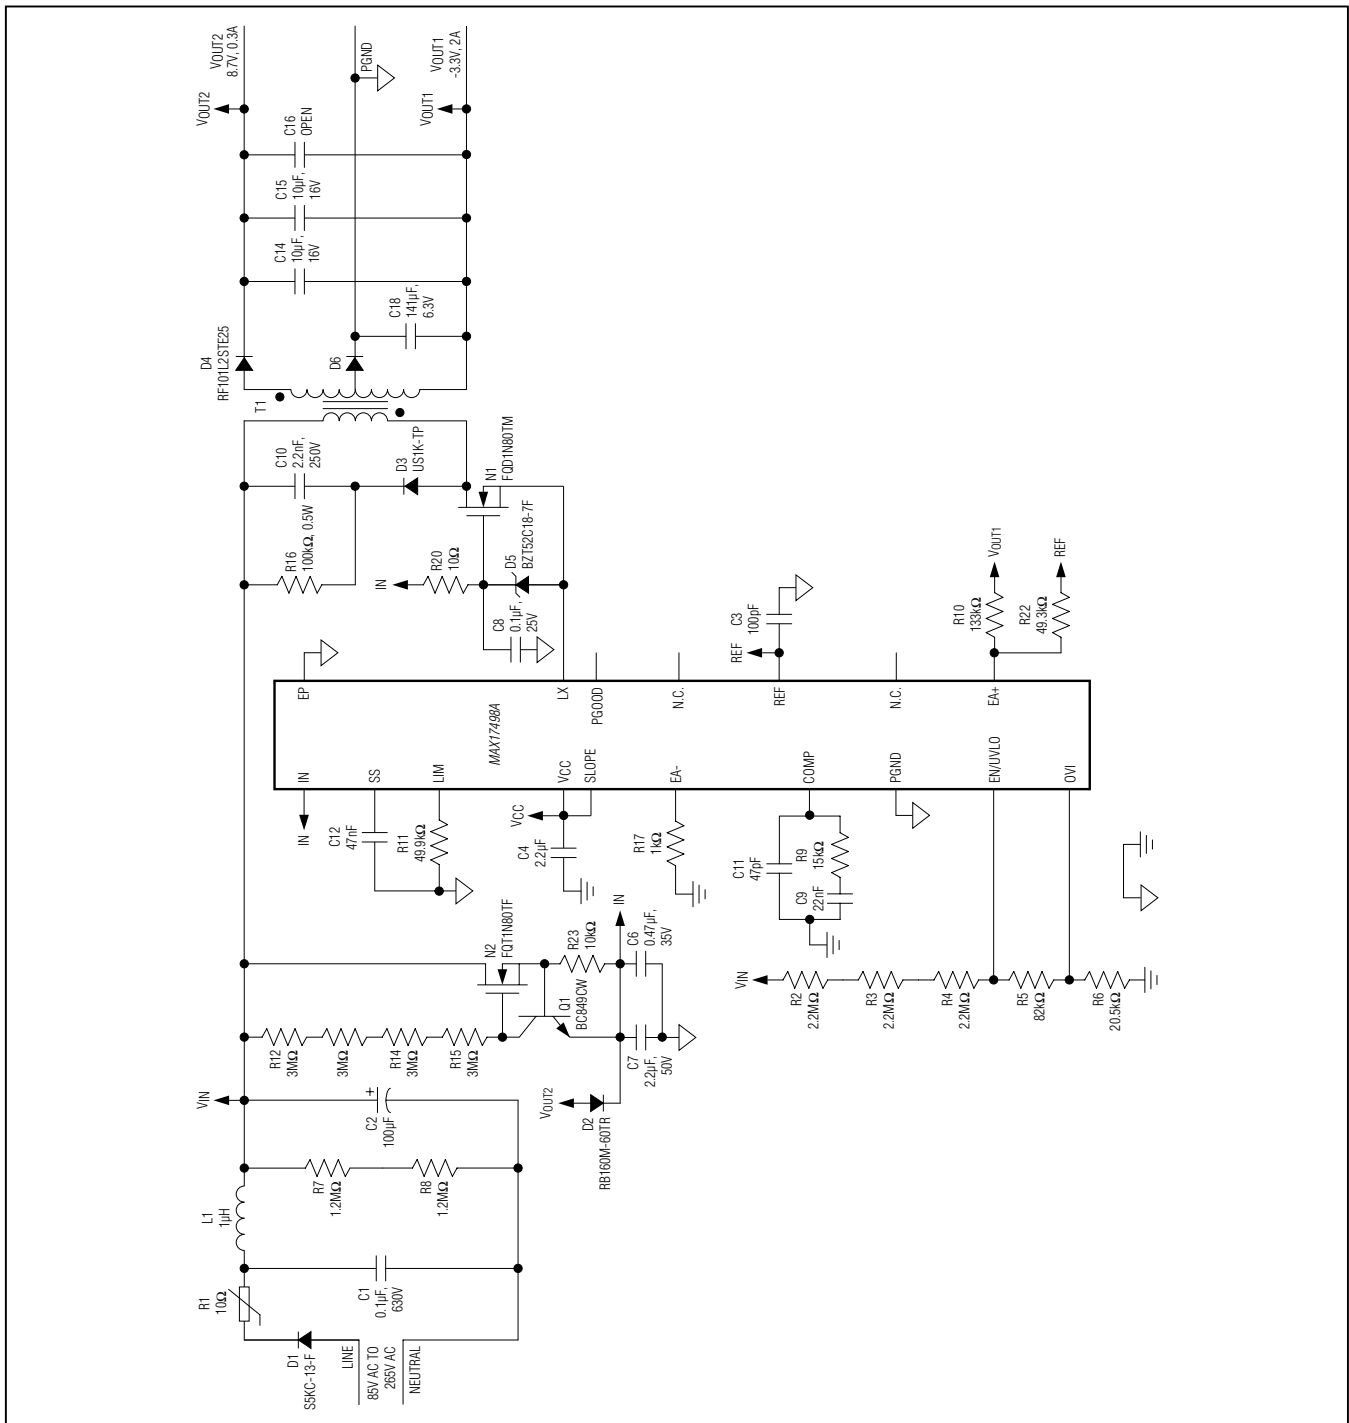 VOUT2
8.7V, 0.3A
PGND
VOUT1
-3.3V, 2A
VOUT2
VOUT1
C16
OPEN
C15
10µF,
16V
C14
10µF,
16V
C18
141µF,
6.3V
D4
RF101L2STE25
D6
T1
C10
2.2nF,
250V
D3
US1K-TP
N1
FQD1N80TM
R16
100kΩ, 0.5W
IN
R20
10Ω
D5
BZT52C18-7F
C8
0.1µF,
25V
C3
100pF
REF
R10
133kΩ
VOUT1
R22
49.3kΩ
REF
EP
LX
PGOOD
N.C.
REF
N.C.
EA+
MAX17498A
IN
SS
LIM
VCC
SLOPE
EA-
COMP
PGND
EN/UVLO
OVI
IN
C12
47nF
R11
49.9kΩ
VCC
C4
2.2µF
R17
1kΩ
C11
47pF
R9
15kΩ
C9
22nF
N2
FQT1N80TF
R23
10kΩ
IN
C6
0.47µF,
35V
Q1
BC849CW
C7
2.2µF,
50V
R12
3MΩ
3MΩ
R14
3MΩ
R15
3MΩ
VOUT2
D2
RB160M-60TR
VIN
R2
2.2MΩ
R3
2.2MΩ
R4
2.2MΩ
R5
82kΩ
R6
20.5kΩ
VIN
C2
100µF
+
R7
1.2MΩ
R8
1.2MΩ
L1
1µH
C1
0.1µF,
630V
R1
10Ω
D1
S5KC-13-F
LINE
85V AC TO
265V AC
NEUTRAL